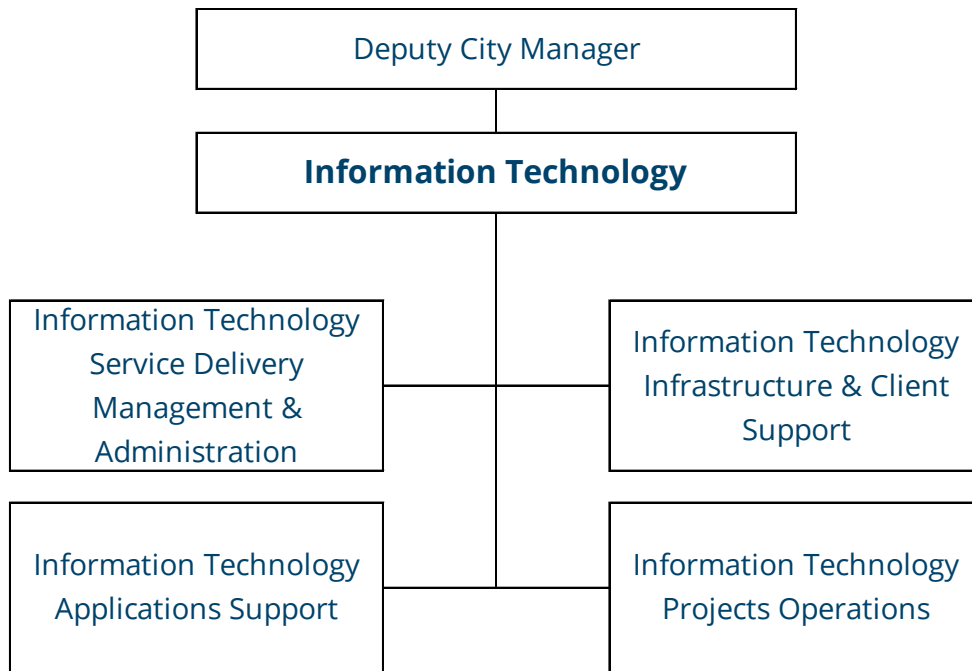 Deputy City Manager
Information Technology
Information Technology
Service Delivery
Management &
Administration
Information Technology
Infrastructure & Client
Support
Information Technology
Applications Support
Information Technology
Projects Operations